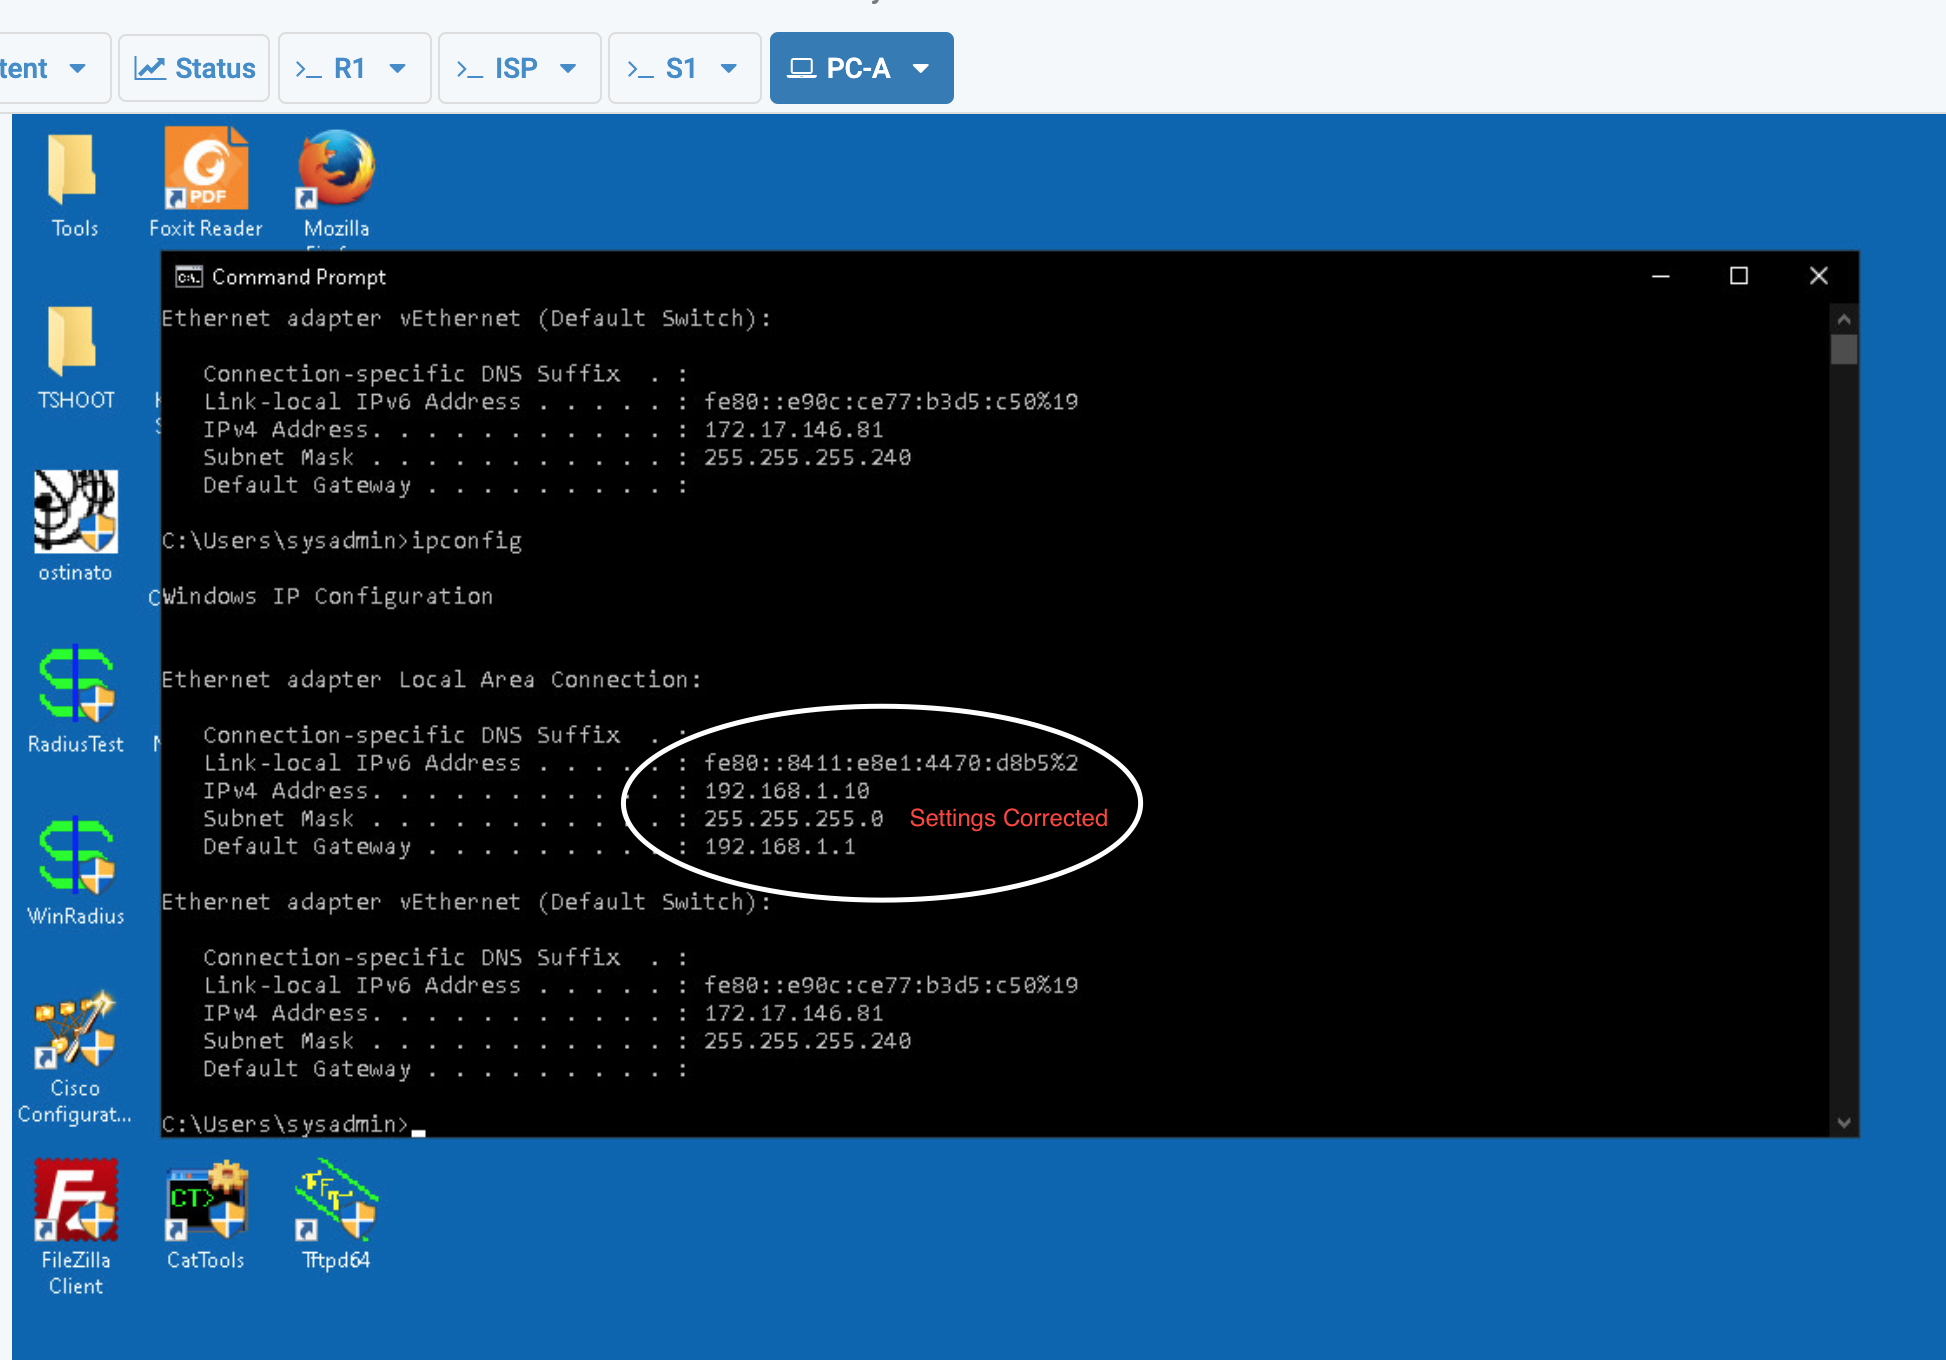 tent
Status
>_ R1
>_ ISP
>_ S1
PC-A
Tools
Foxit Reader
PDF
Mozilla
TSHOOT
ostinato
RadiusTest
WinRadius
Cisco
Configurat...
FileZilla
Client
CT>
CatTools
Tftpd64
Command Prompt
Ethernet adapter vEthernet (Default Switch):
Connection-specific DNS Suffix  . :
Link-local IPv6 Address . . . . . : fe80::e90c:ce77:b3d5:c50%19
IPv4 Address. . . . . . . . . . . : 172.17.146.81
Subnet Mask . . . . . . . . . . . : 255.255.255.240
Default Gateway . . . . . . . . . :
C:\Users\sysadmin>ipconfig
Windows IP Configuration
Ethernet adapter Local Area Connection:
Connection-specific DNS Suffix  . :
Link-local IPv6 Address . . . . . : fe80::8411:e8e1:4470:d8b5%2
IPv4 Address. . . . . . . . . . . : 192.168.1.10
Subnet Mask . . . . . . . . . . . : 255.255.255.0 Settings Corrected
Default Gateway . . . . . . . . . : 192.168.1.1
Ethernet adapter vEthernet (Default Switch):
Connection-specific DNS Suffix  . :
Link-local IPv6 Address . . . . . : fe80::e90c:ce77:b3d5:c50%19
IPv4 Address. . . . . . . . . . . : 172.17.146.81
Subnet Mask . . . . . . . . . . . : 255.255.255.240
Default Gateway . . . . . . . . . :
C:\Users\sysadmin>